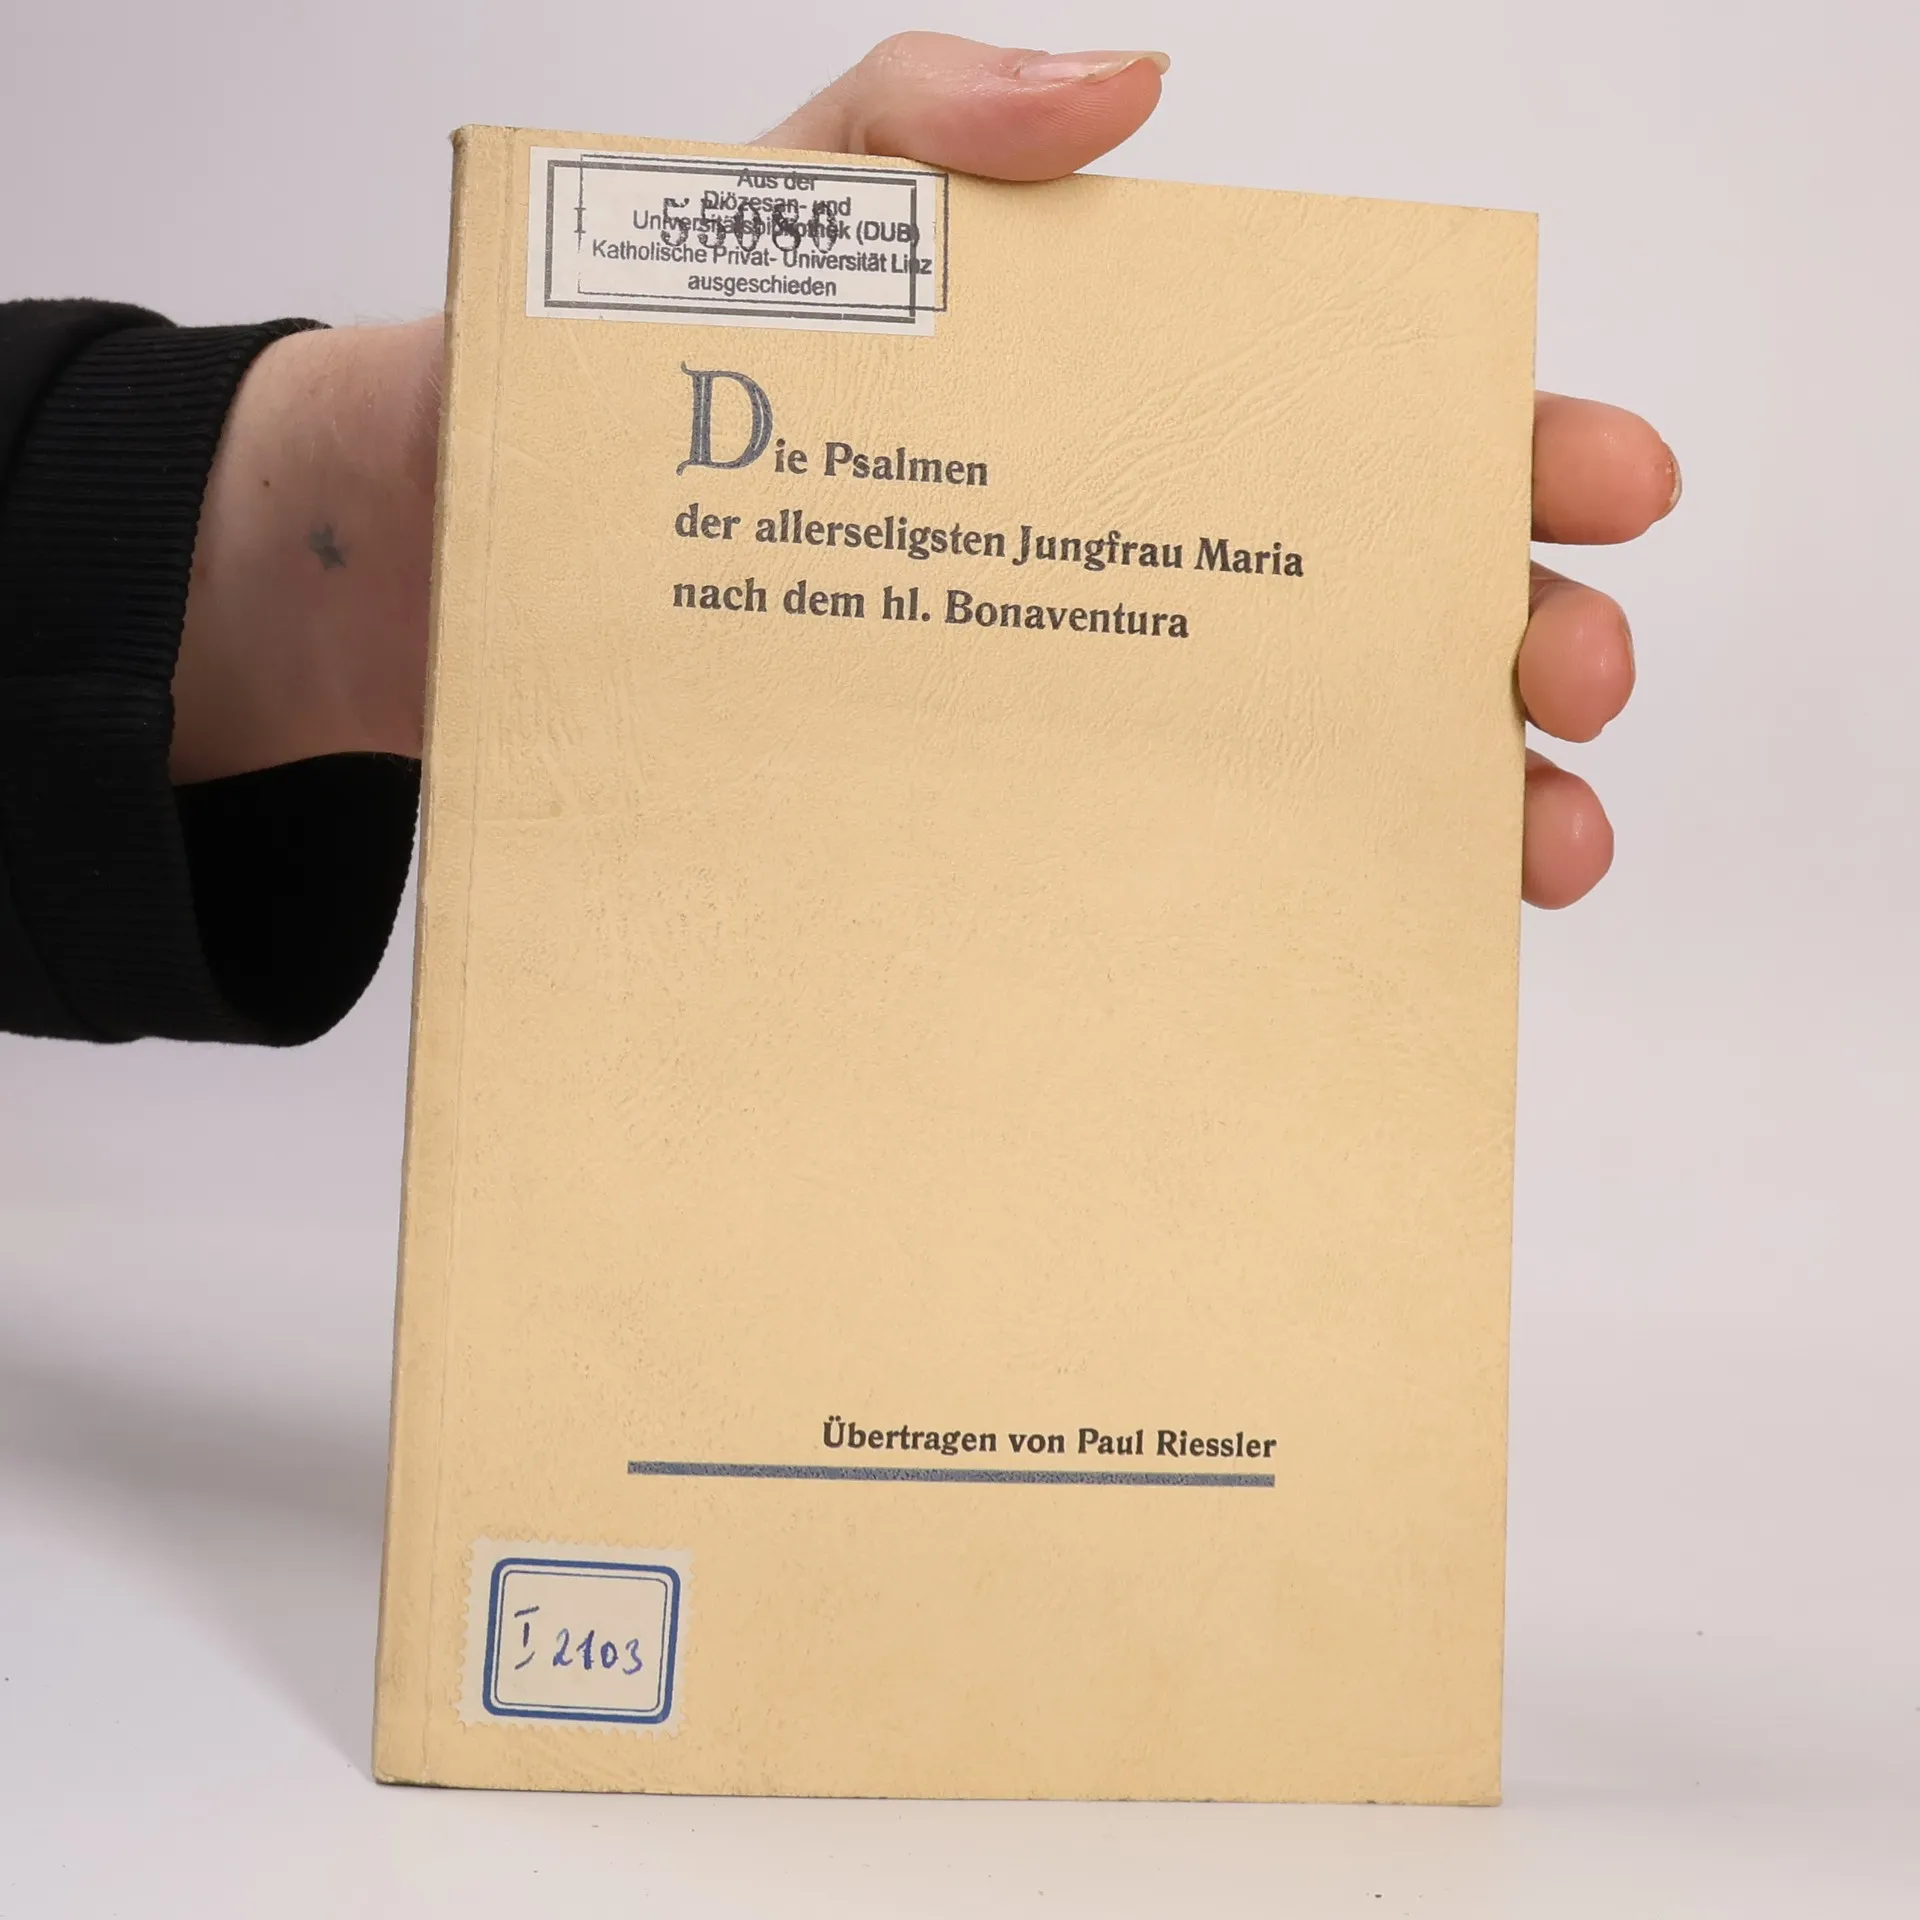 Aus der
Diözesan- und
Universitätsbibliothek (DUB)
I 55080
Katholische Privat- Universität Linz
ausgeschieden
Die Psalmen
der allerseligsten Jungfrau Maria
nach dem hl. Bonaventura
Übertragen von Paul Riessler
I 2103